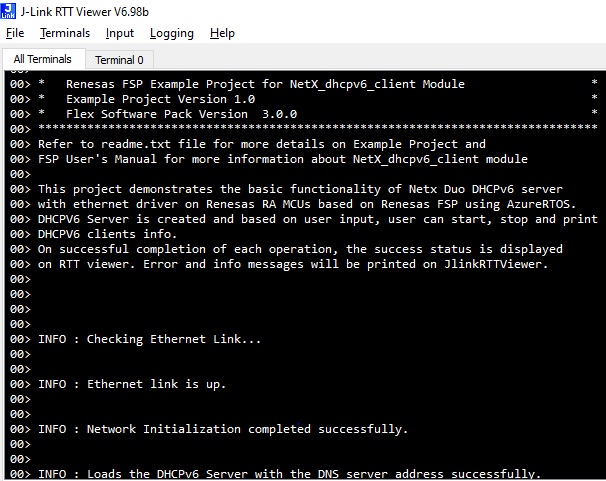 J-Link RTT Viewer V6.98b
File Terminals Input Logging Help
All Terminals Terminal 0
00> * Renesas FSP Example Project for NetX_dhcpv6_client Module *
00> * Example Project Version 1.0 *
00> * Flex Software Pack Version 3.0.0 *
00> ********************************************************************************
00> Refer to readme.txt file for more details on Example Project and
00> FSP User's Manual for more information about NetX_dhcpv6_client module
00>
00> This project demonstrates the basic functionality of Netx Duo DHCPv6 server
00> with ethernet driver on Renesas RA MCUs based on Renesas FSP using AzureRTOS.
00> DHCPV6 Server is created and based on user input, user can start, stop and print
00> DHCPV6 clients info.
00> On successful completion of each operation, the success status is displayed
00> on RTT viewer. Error and info messages will be printed on JlinkRTTViewer.
00>
00>
00>
00>
00> INFO : Checking Ethernet Link...
00>
00>
00> INFO : Ethernet link is up.
00>
00>
00> INFO : Network Initialization completed successfully.
00>
00>
00> INFO : Loads the DHCPv6 Server with the DNS server address successfully.